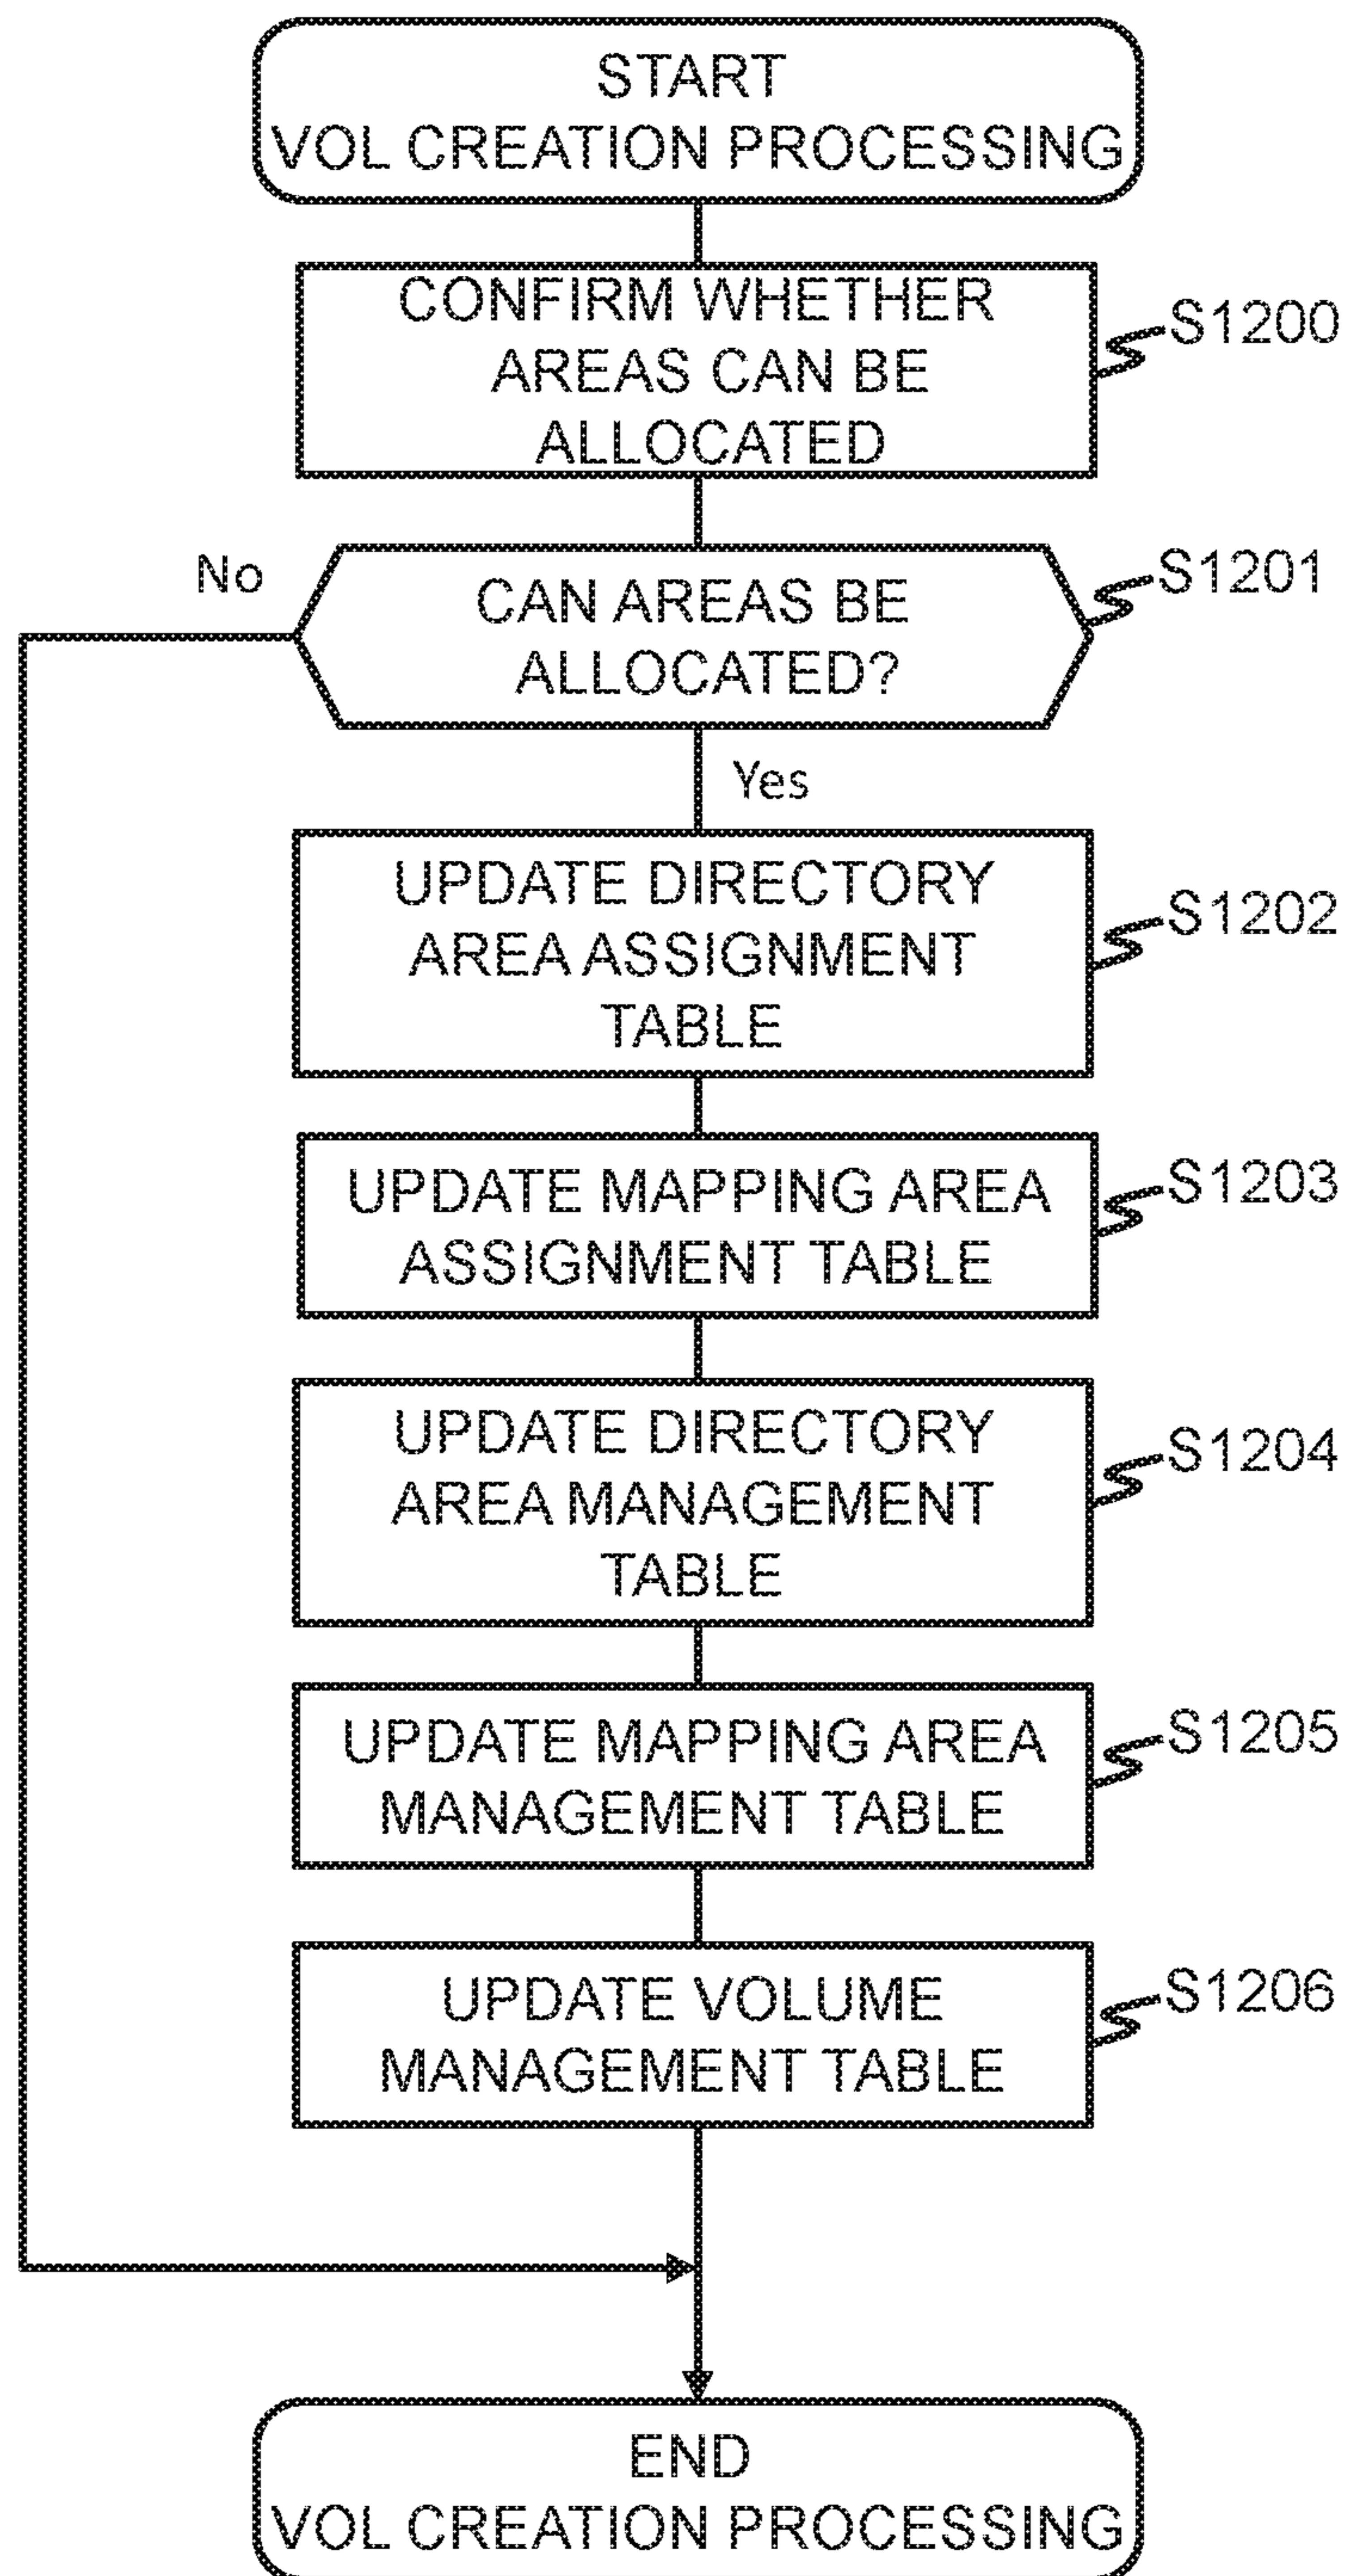 START
VOL CREATION PROCESSING
CONFIRM WHETHER
AREAS CAN BE
ALLOCATED
S1200
No
CAN AREAS BE
ALLOCATED?
S1201
Yes
UPDATE DIRECTORY
AREA ASSIGNMENT
TABLE
S1202
UPDATE MAPPING AREA
ASSIGNMENT TABLE
S1203
UPDATE DIRECTORY
AREA MANAGEMENT
TABLE
S1204
UPDATE MAPPING AREA
MANAGEMENT TABLE
S1205
UPDATE VOLUME
MANAGEMENT TABLE
S1206
END
VOL CREATION PROCESSING